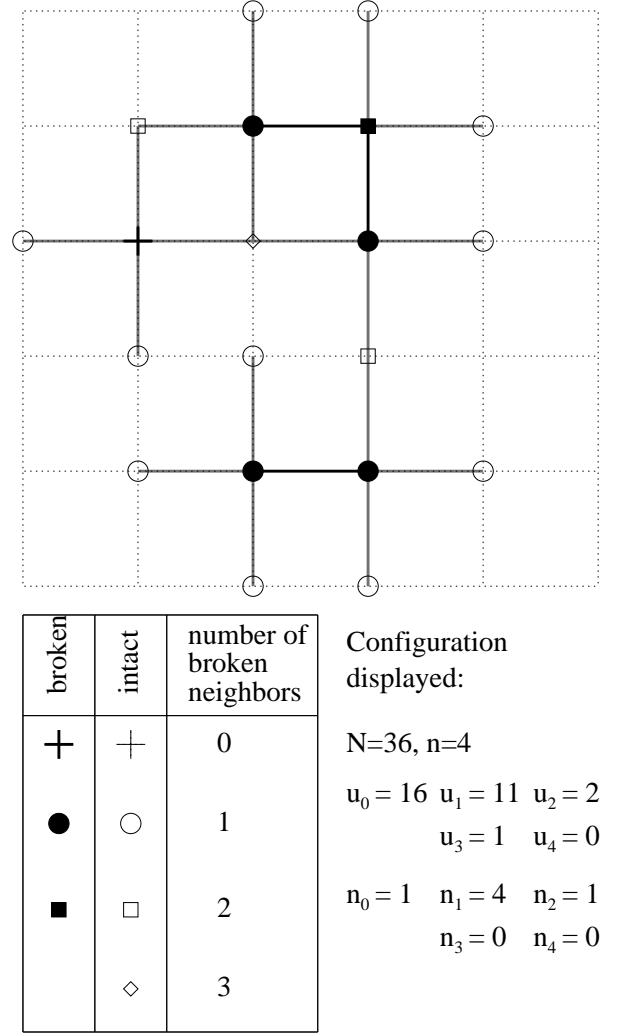 broken
intact
number of
broken
neighbors
0
1
2
3
Configuration
displayed:
N=36, n=4
u₀ = 16 u₁ = 11 u₂ = 2
u₃ = 1 u₄ = 0
n₀ = 1 n₁ = 4 n₂ = 1
n₃ = 0 n₄ = 0